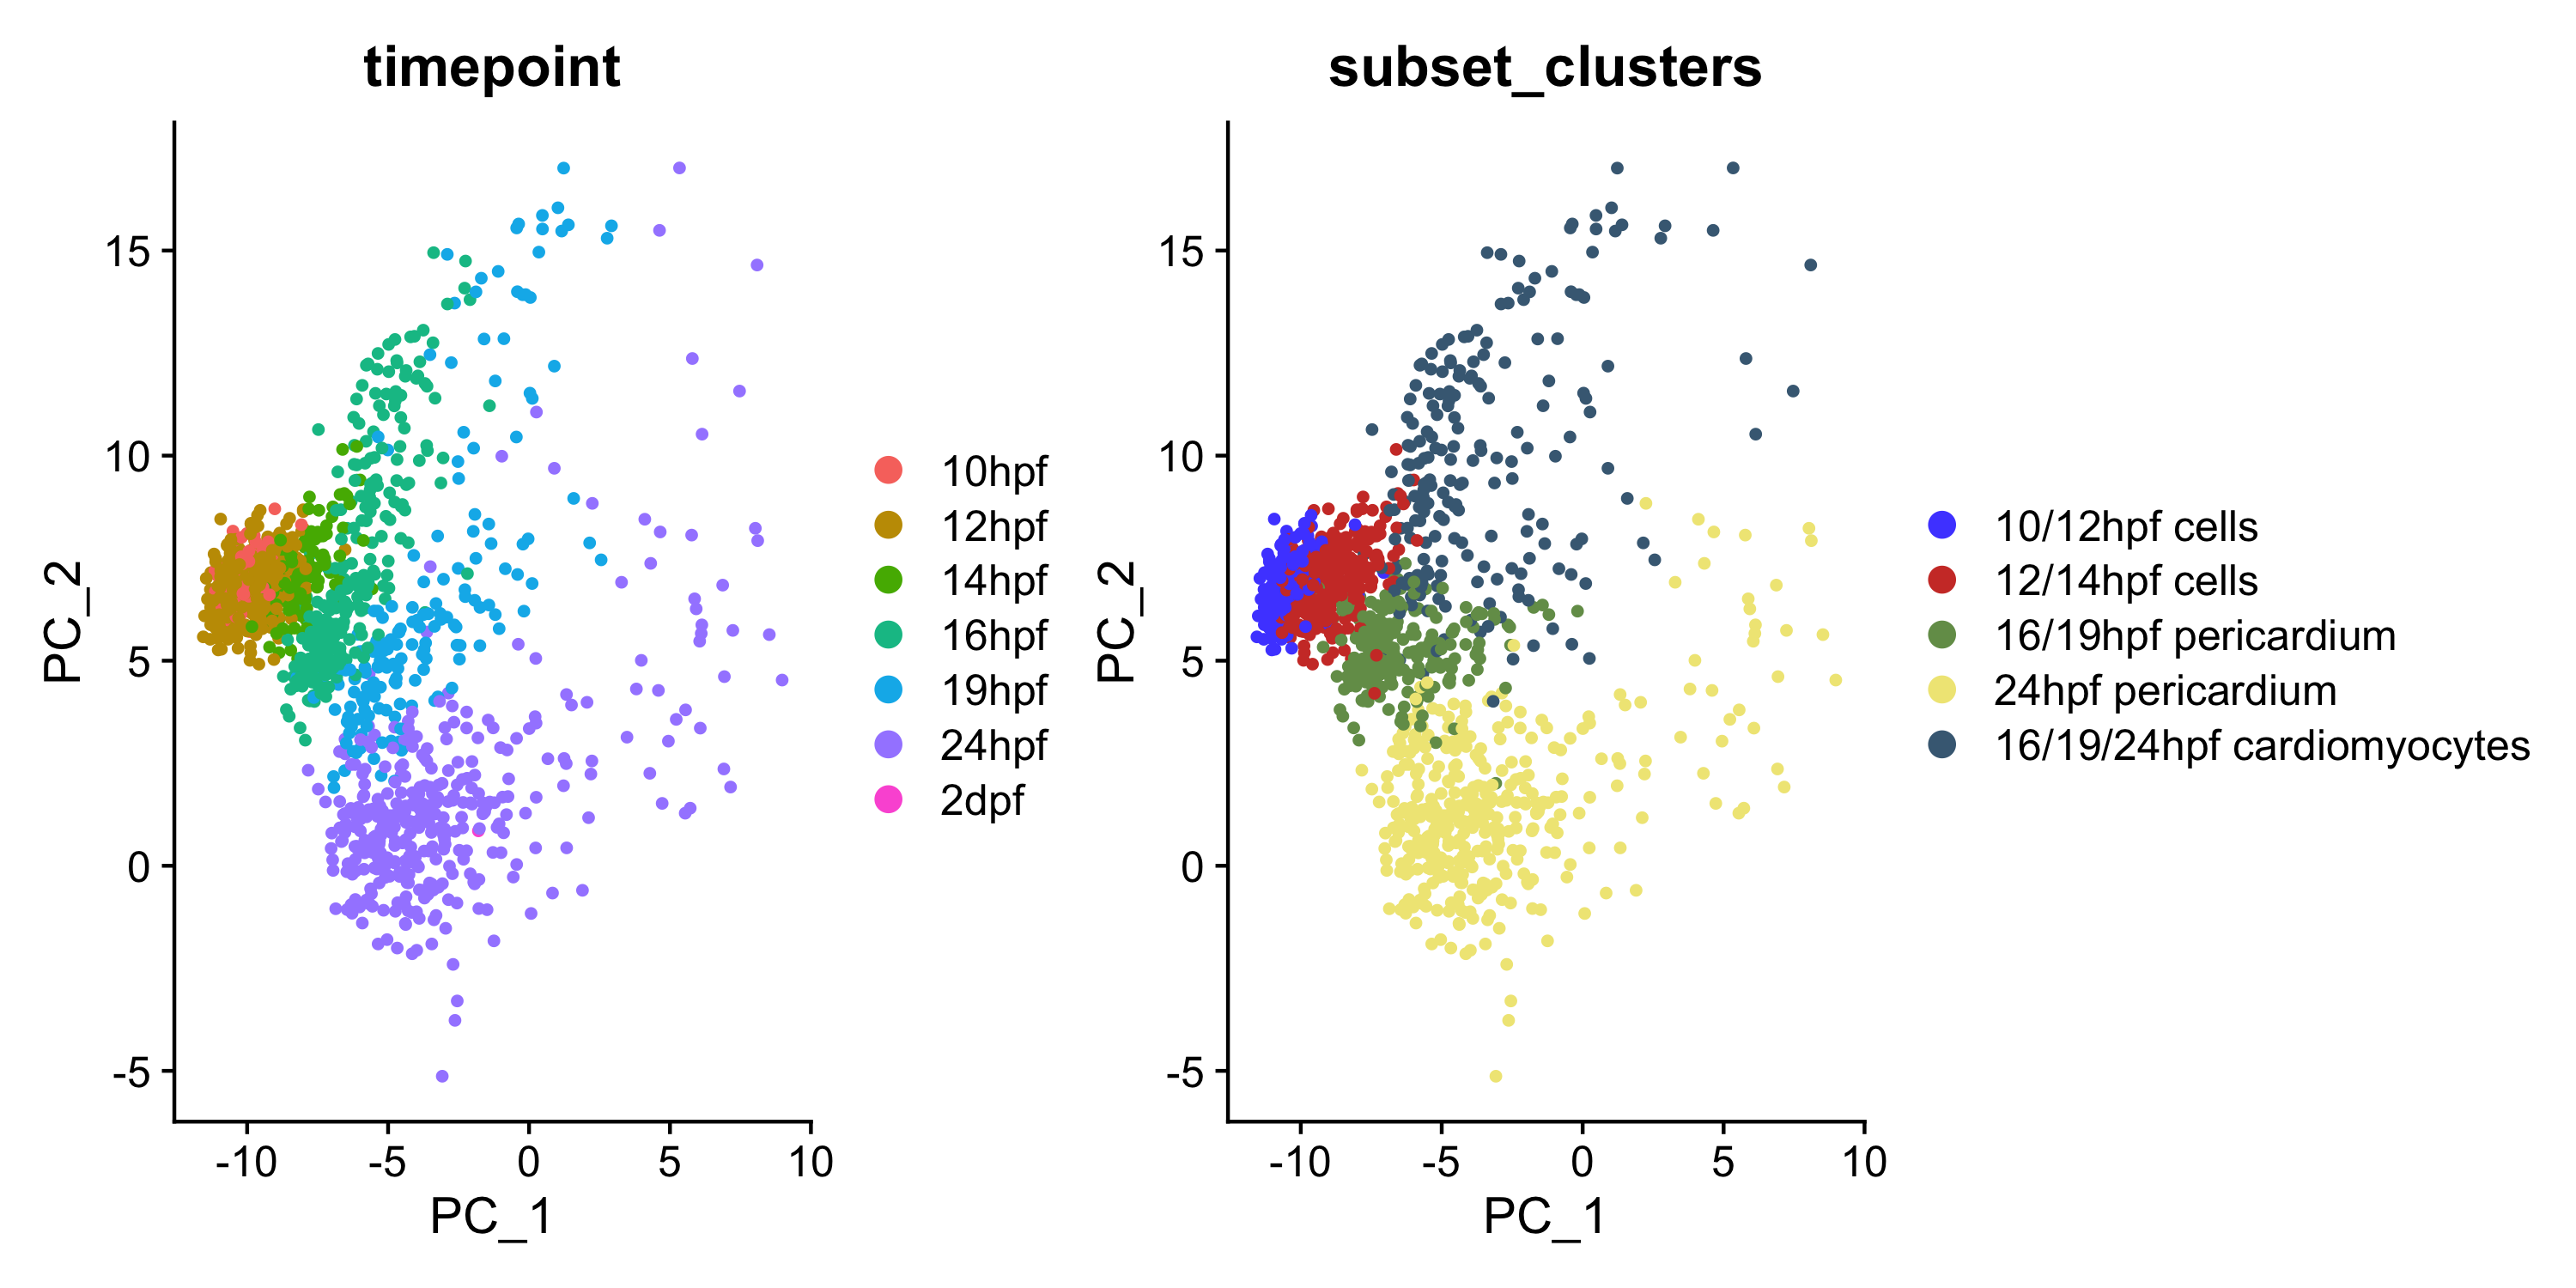 timepoint
PC_2
15
10
5
0
-5
-10 -5 0 5 10
PC_1
10hpf
12hpf
14hpf
16hpf
19hpf
24hpf
2dpf
subset_clusters
PC_2
15
10
5
0
-5
-10 -5 0 5 10
PC_1
10/12hpf cells
12/14hpf cells
16/19hpf pericardium
24hpf pericardium
16/19/24hpf cardiomyocytes